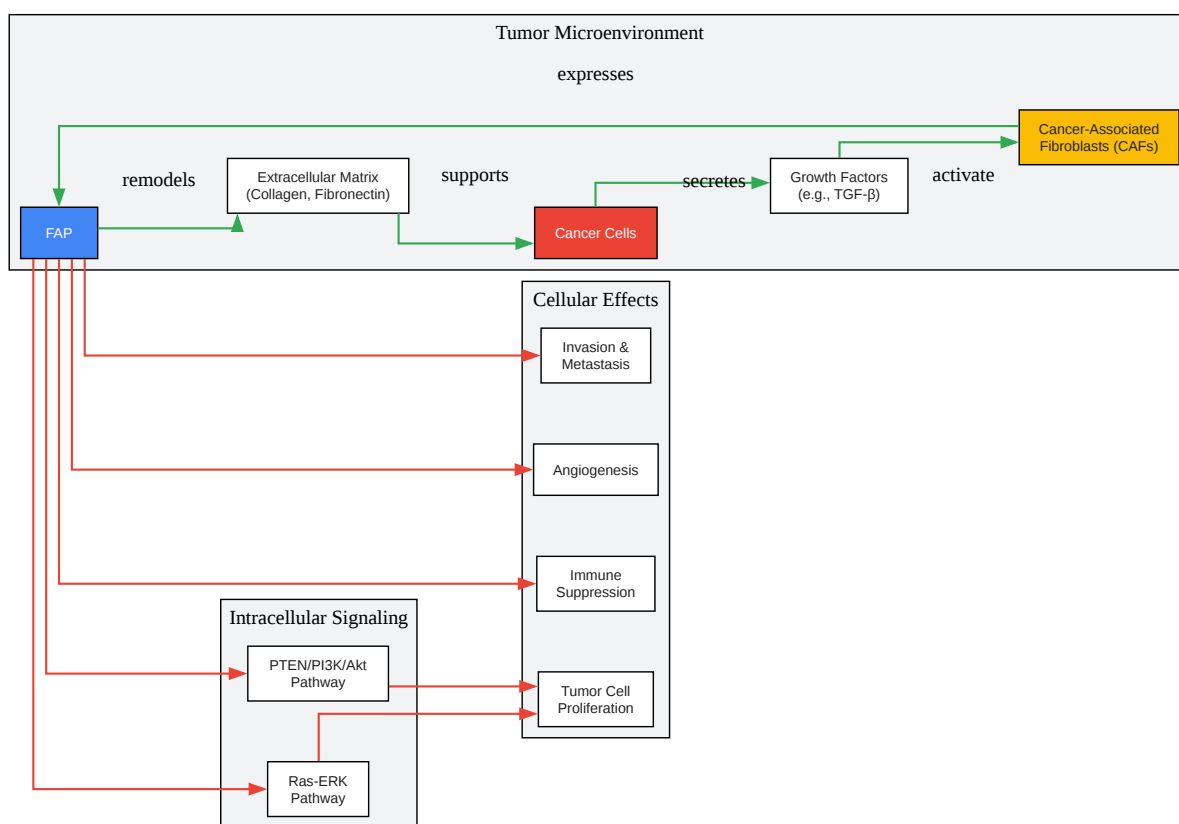 Tumor Microenvironment
expresses
Cancer-Associated
Fibroblasts (CAFs)
remodels
Extracellular Matrix
(Collagen, Fibronectin)
supports
secretes
Growth Factors
(e.g., TGF-β)
activate
FAP
Cancer Cells
Cellular Effects
Invasion &
Metastasis
Angiogenesis
Immune
Suppression
Intracellular Signaling
PTEN/PI3K/Akt
Pathway
Tumor Cell
Proliferation
Ras-ERK
Pathway